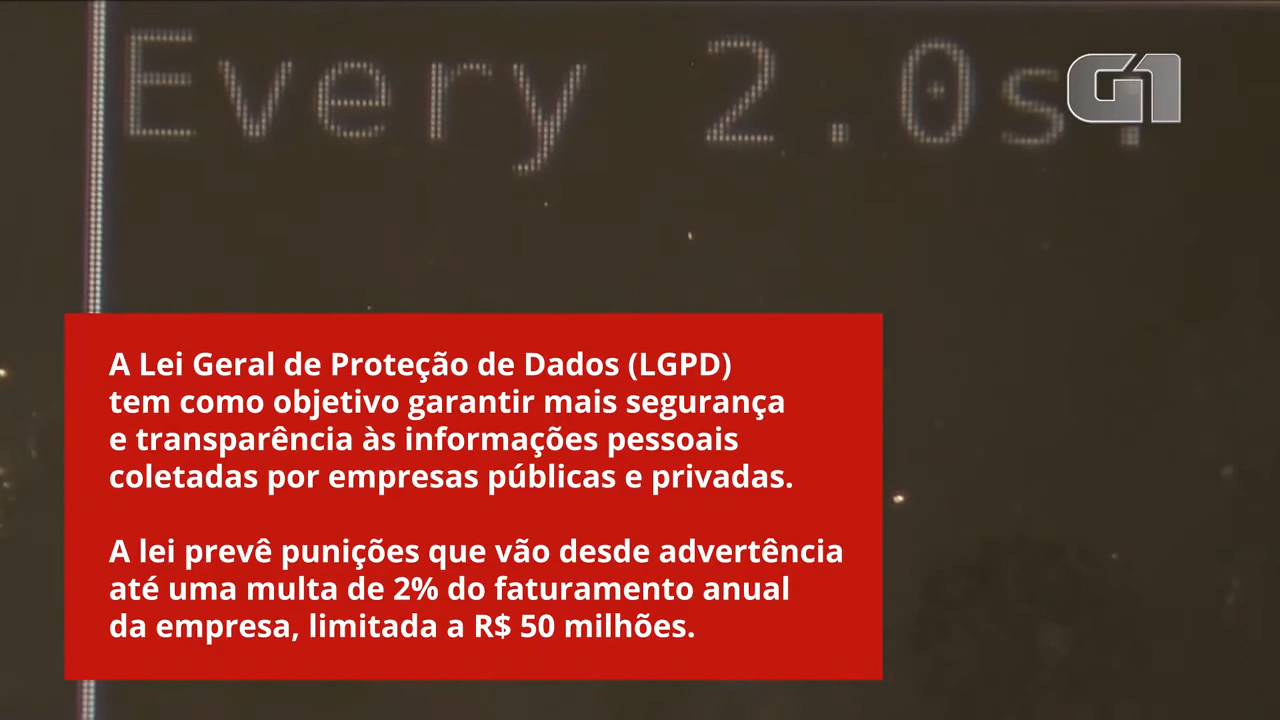 Every 2.0s:
G1
A Lei Geral de Proteção de Dados (LGPD)
tem como objetivo garantir mais segurança
e transparência às informações pessoais
coletadas por empresas públicas e privadas.
A lei prevê punições que vão desde advertência
até uma multa de 2% do faturamento anual
da empresa, limitada a R$ 50 milhões.